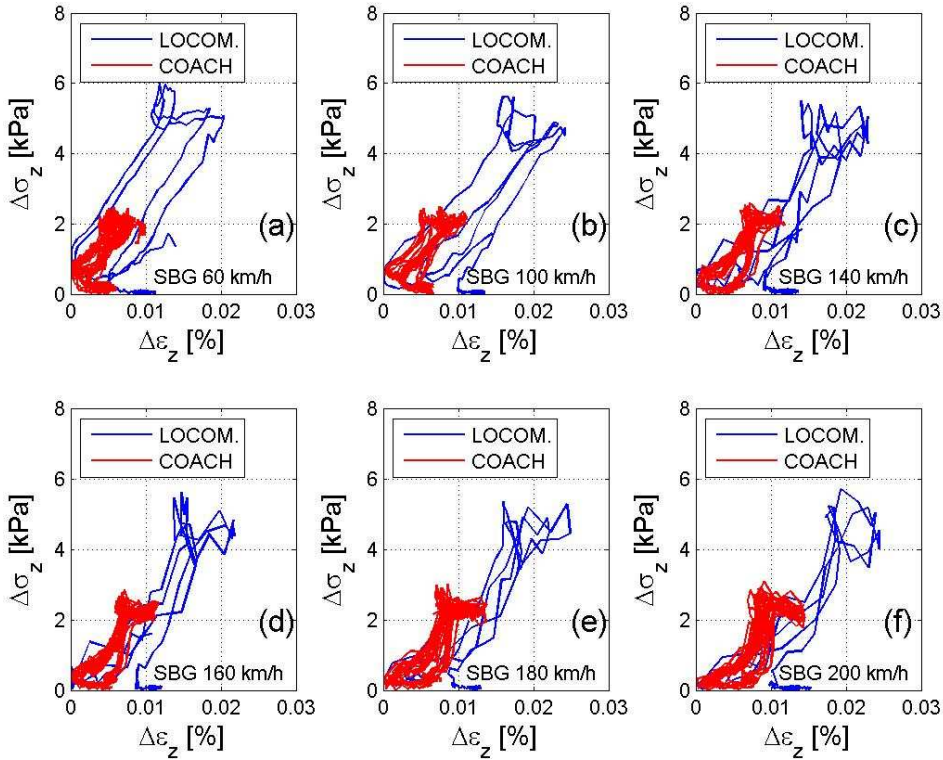 8
LOCOM.
COACH
6
4
2
0
Δσz [kPa]
(a)
SBG 60 km/h
0 0.01 0.02 0.03
Δεz [%]
8
LOCOM.
COACH
6
4
2
0
Δσz [kPa]
(b)
SBG 100 km/h
0 0.01 0.02 0.03
Δεz [%]
8
LOCOM.
COACH
6
4
2
0
Δσz [kPa]
(c)
SBG 140 km/h
0 0.01 0.02 0.03
Δεz [%]
8
LOCOM.
COACH
6
4
2
0
Δσz [kPa]
(d)
SBG 160 km/h
0 0.01 0.02 0.03
Δεz [%]
8
LOCOM.
COACH
6
4
2
0
Δσz [kPa]
(e)
SBG 180 km/h
0 0.01 0.02 0.03
Δεz [%]
8
LOCOM.
COACH
6
4
2
0
Δσz [kPa]
(f)
SBG 200 km/h
0 0.01 0.02 0.03
Δεz [%]